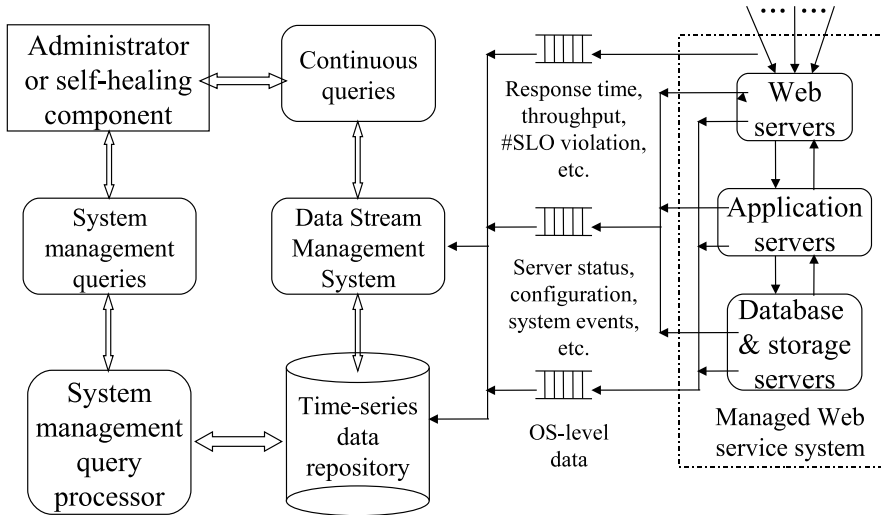 Administrator
or self-healing
component
Continuous
queries
System
management
queries
Data Stream
Management
System
System
management
query
processor
Time-series
data
repository
Response time,
throughput,
#SLO violation,
etc.
Server status,
configuration,
system events,
etc.
OS-level
data
... ...
Web
servers
Application
servers
Database
& storage
servers
Managed Web
service system